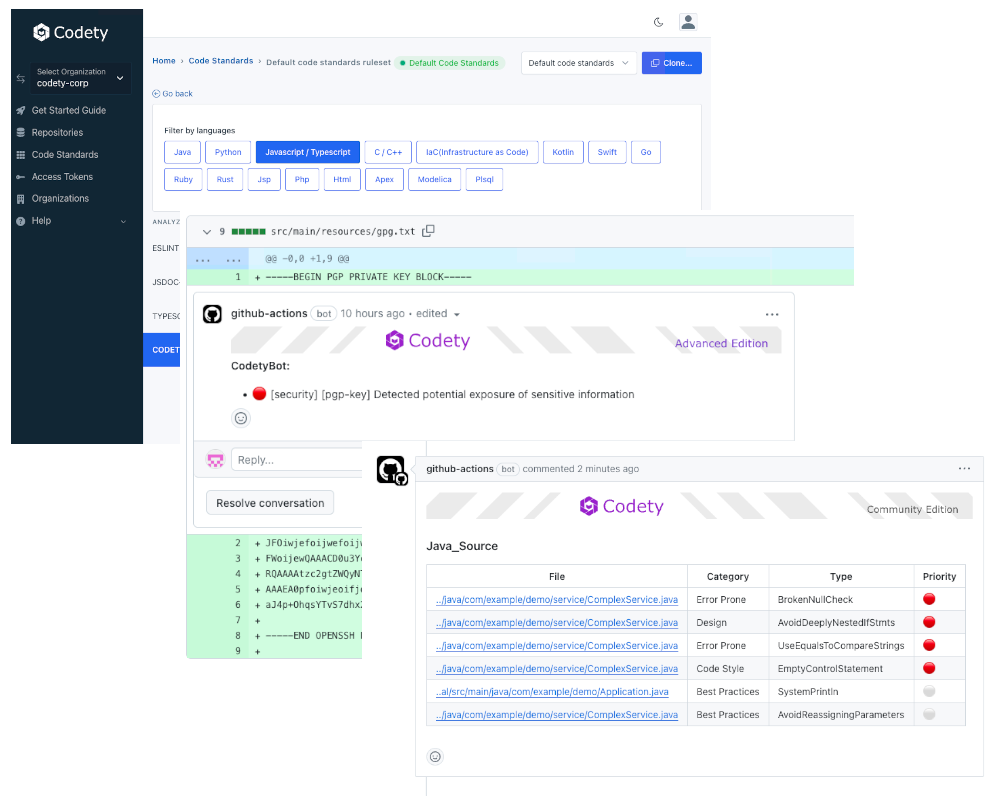 Codety
Select Organization
codety-corp
Get Started Guide
Repositories
Code Standards
Access Tokens
Organizations
Help
Home › Code Standards › Default code standards ruleset
Default Code Standards
Default code standards
Clone...
Go back
Filter by languages
Java Python Javascript / Typescript C / C++ IaC(Infrastructure as Code) Kotlin Swift Go
Ruby Rust Jsp Php Html Apex Modelica Plsql
ANALYZ
ESLINT
JSDOC
TYPESC
CODET
9 src/main/resources/gpg.txt
... ... @@ -0,0 +1,9 @@
1 + -----BEGIN PGP PRIVATE KEY BLOCK-----
github-actions bot 10 hours ago • edited
Codety
Advanced Edition
CodetyBot:
• [security] [pgp-key] Detected potential exposure of sensitive information
Reply...
Resolve conversation
2 + JFOiwjefoijwefoijw
3 + FWoijewQAAACD0u3Y
4 + RQAAAAtzc2gtZWQyNT
5 + AAAEA0pfoiwjeoifj
6 + aJ4p+OhqsYTvS7dhx
7 +
8 + -----END OPENSSH
9 +
github-actions bot commented 2 minutes ago
Codety
Community Edition
Java_Source
File Category Type Priority
../java/com/example/demo/service/ComplexService.java Error Prone BrokenNullCheck
../java/com/example/demo/service/ComplexService.java Design AvoidDeeplyNestedIfStmts
../java/com/example/demo/service/ComplexService.java Error Prone UseEqualsToCompareStrings
../java/com/example/demo/service/ComplexService.java Code Style EmptyControlStatement
..al/src/main/java/com/example/demo/Application.java Best Practices SystemPrintln
../java/com/example/demo/service/ComplexService.java Best Practices AvoidReassigningParameters